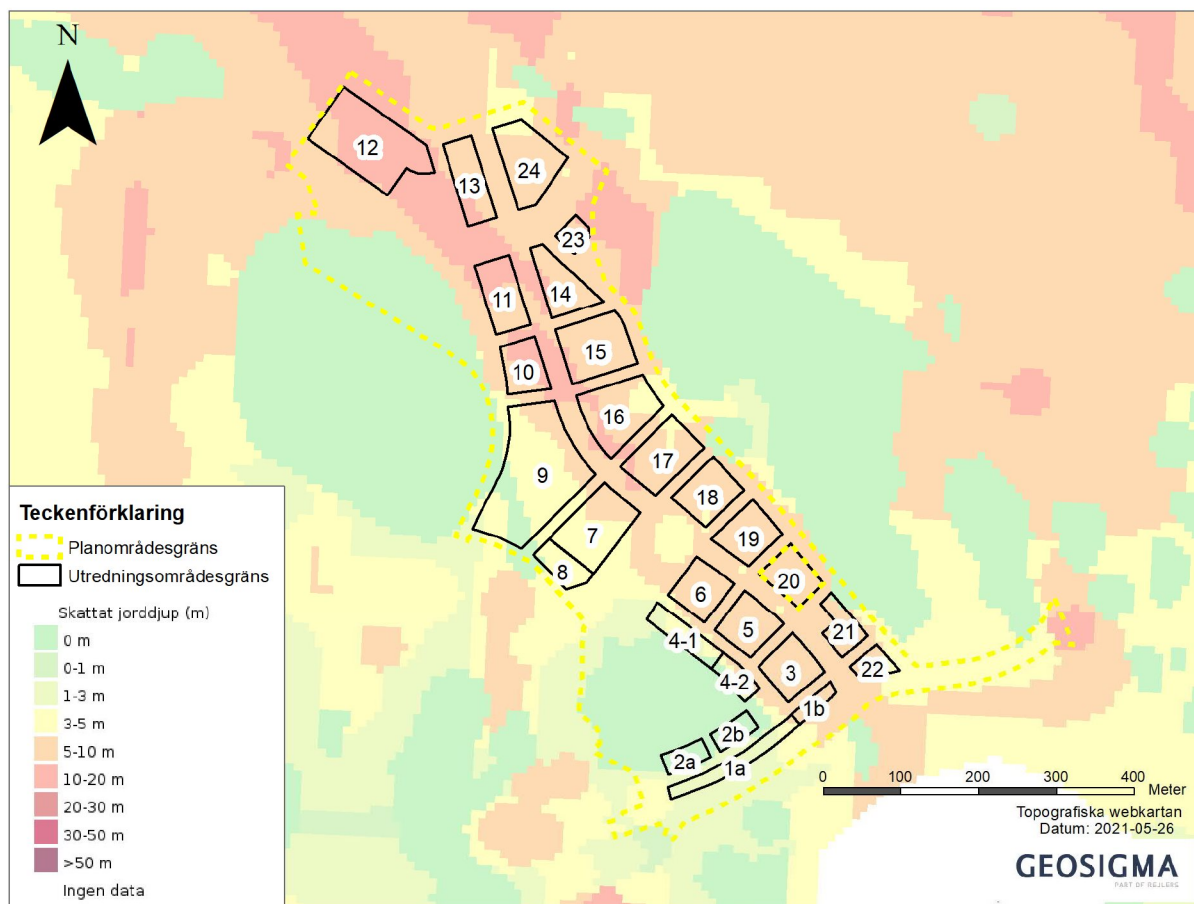 N
12
13
24
23
11
14
15
10
16
9
17
18
7
19
8
20
6
5
21
4-1
22
3
4-2
1b
2b
2a
1a
Teckenförklaring
Planområdesgräns
Utredningsområdesgräns
Skattat jorddjup (m)
0 m
0-1 m
1-3 m
3-5 m
5-10 m
10-20 m
20-30 m
30-50 m
>50 m
Ingen data
0 100 200 300 400
Meter
Topografiska webkartan
Datum: 2021-05-26
GEOSIGMA
PART OF REJLERS